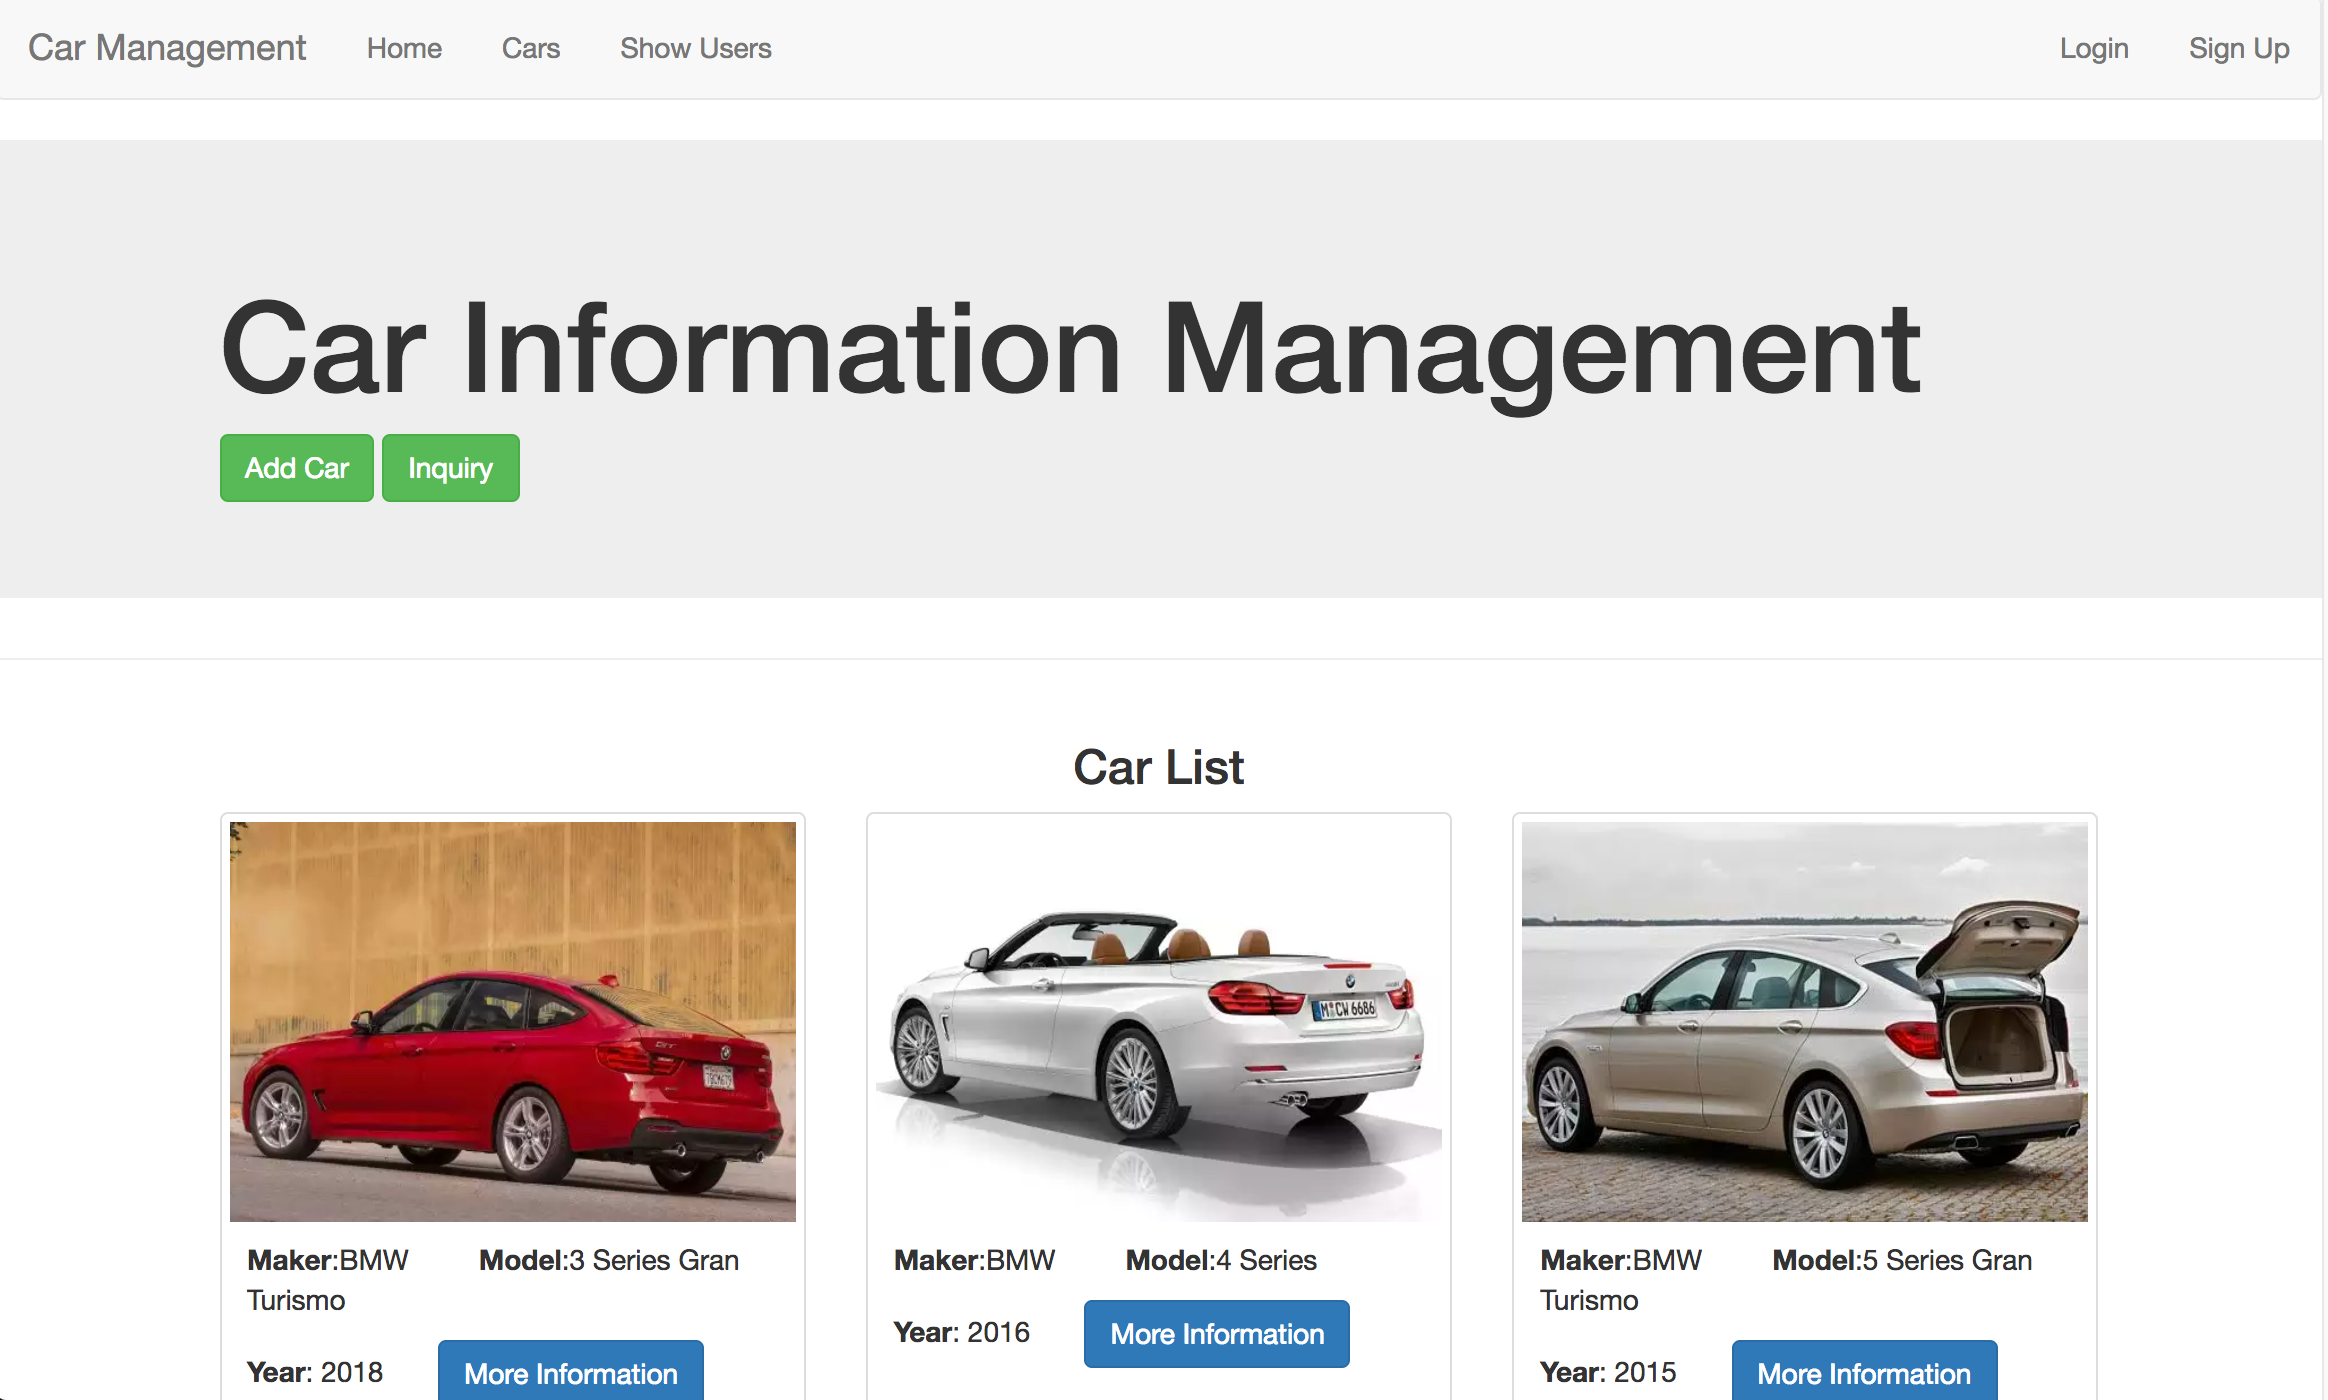 Car Management Home Cars Show Users Login Sign Up
Car Information Management
Add Car Inquiry
Car List
M CW 6686
Maker:BMW Model:3 Series Gran
Turismo
Year: 2018 More Information
Maker:BMW Model:4 Series
Year: 2016 More Information
Maker:BMW Model:5 Series Gran
Turismo
Year: 2015 More Information